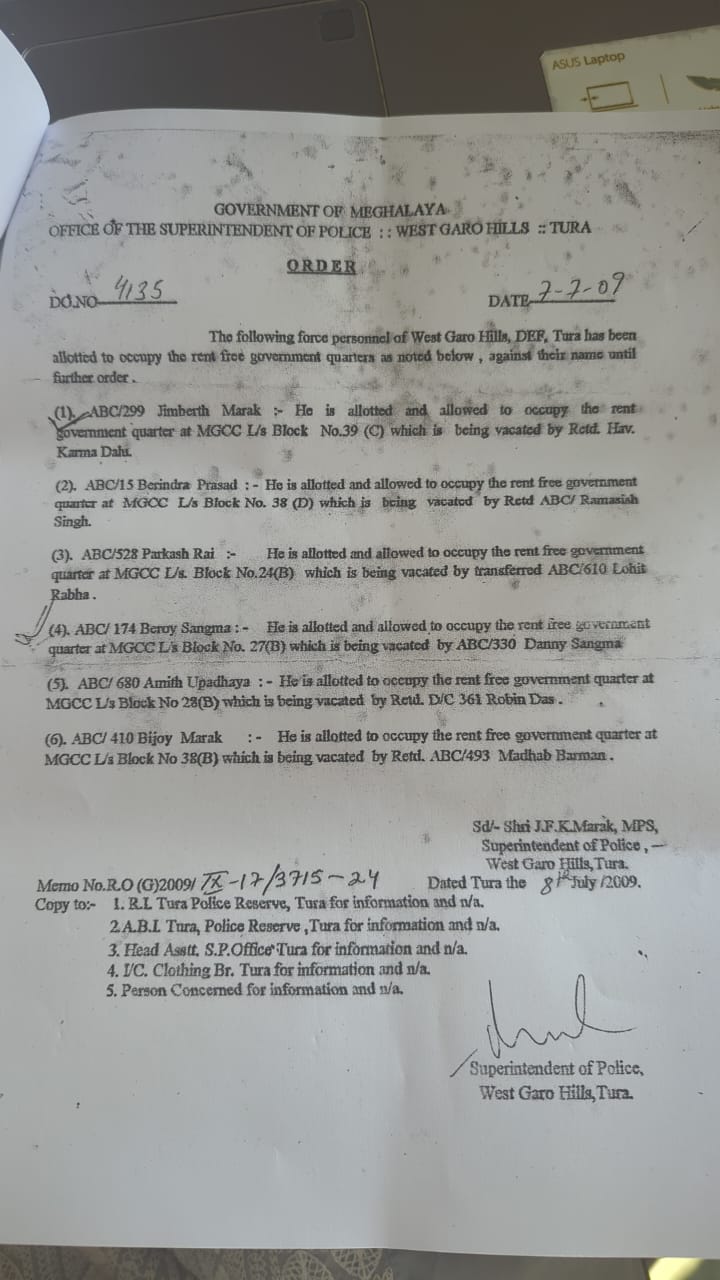 ASUS Laptop
GOVERNMENT OF MEGHALAYA
OFFICE OF THE SUPERINTENDENT OF POLICE : : WEST GARO HILLS :: TURA
ORDER
DO.NO 4135 DATE 7-7-09
The following force personnel of West Garo Hills, DEF, Tura has been
allotted to occupy the rent free government quarters as noted below , against their name until
further order .
(1). ABC/299 Jimberth Marak :- He is allotted and allowed to occupy the rent
government quarter at MGCC L/s Block No.39 (C) which is being vacated by Retd. Hav.
Karma Dahi.
(2). ABC/15 Berindra Prasad : - He is allotted and allowed to occupy the rent free government
quarter at MGCC L/s Block No. 38 (D) which is being vacated by Retd ABC/ Ramasish
Singh.
(3). ABC/528 Parkash Rai :- He is allotted and allowed to occupy the rent free government
quarter at MGCC L/s. Block No.24(B) which is being vacated by transferred ABC/610 Lohit
Rabha .
(4). ABC/ 174 Beroy Sangma : - He is allotted and allowed to occupy the rent free government
quarter at MGCC L/s Block No. 27(B) which is being vacated by ABC/330 Danny Sangma
(5). ABC/ 680 Amith Upadhaya : - He is allotted to occupy the rent free government quarter at
MGCC L/s Block No 28(B) which is being vacated by Retd. D/C 361 Robin Das .
(6). ABC/ 410 Bijoy Marak : - He is allotted to occupy the rent free government quarter at
MGCC L/s Block No 38(B) which is being vacated by Retd. ABC/493 Madhab Barman .
Sd/- Shri J.F.K.Marak, MPS,
Superintendent of Police ,
West Garo Hills,Tura.
Memo No.R.O (G)2009/ IX-17/3715-24 Dated Tura the 8th July /2009.
Copy to:- 1. R.I. Tura Police Reserve, Tura for information and n/a.
2.A.B.I. Tura, Police Reserve ,Tura for information and n/a.
3. Head Asstt. S.P.Office Tura for information and n/a.
4. I/C. Clothing Br. Tura for information and n/a.
5. Person Concerned for information and n/a.
Superintendent of Police,
West Garo Hills,Tura.